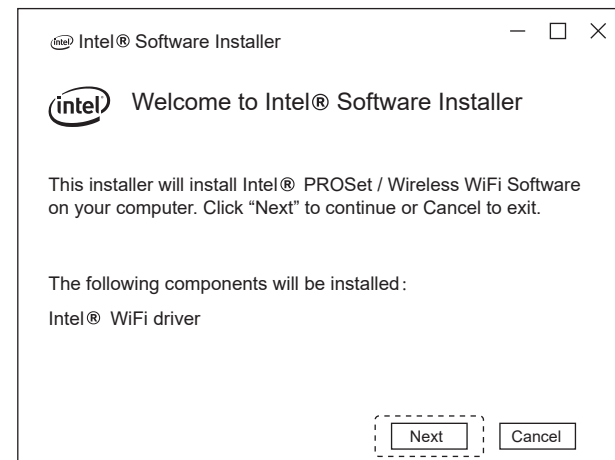 intel Intel® Software Installer
intel Welcome to Intel® Software Installer
This installer will install Intel® PROSet / Wireless WiFi Software
on your computer. Click “Next” to continue or Cancel to exit.
The following components will be installed:
Intel® WiFi driver
Next Cancel